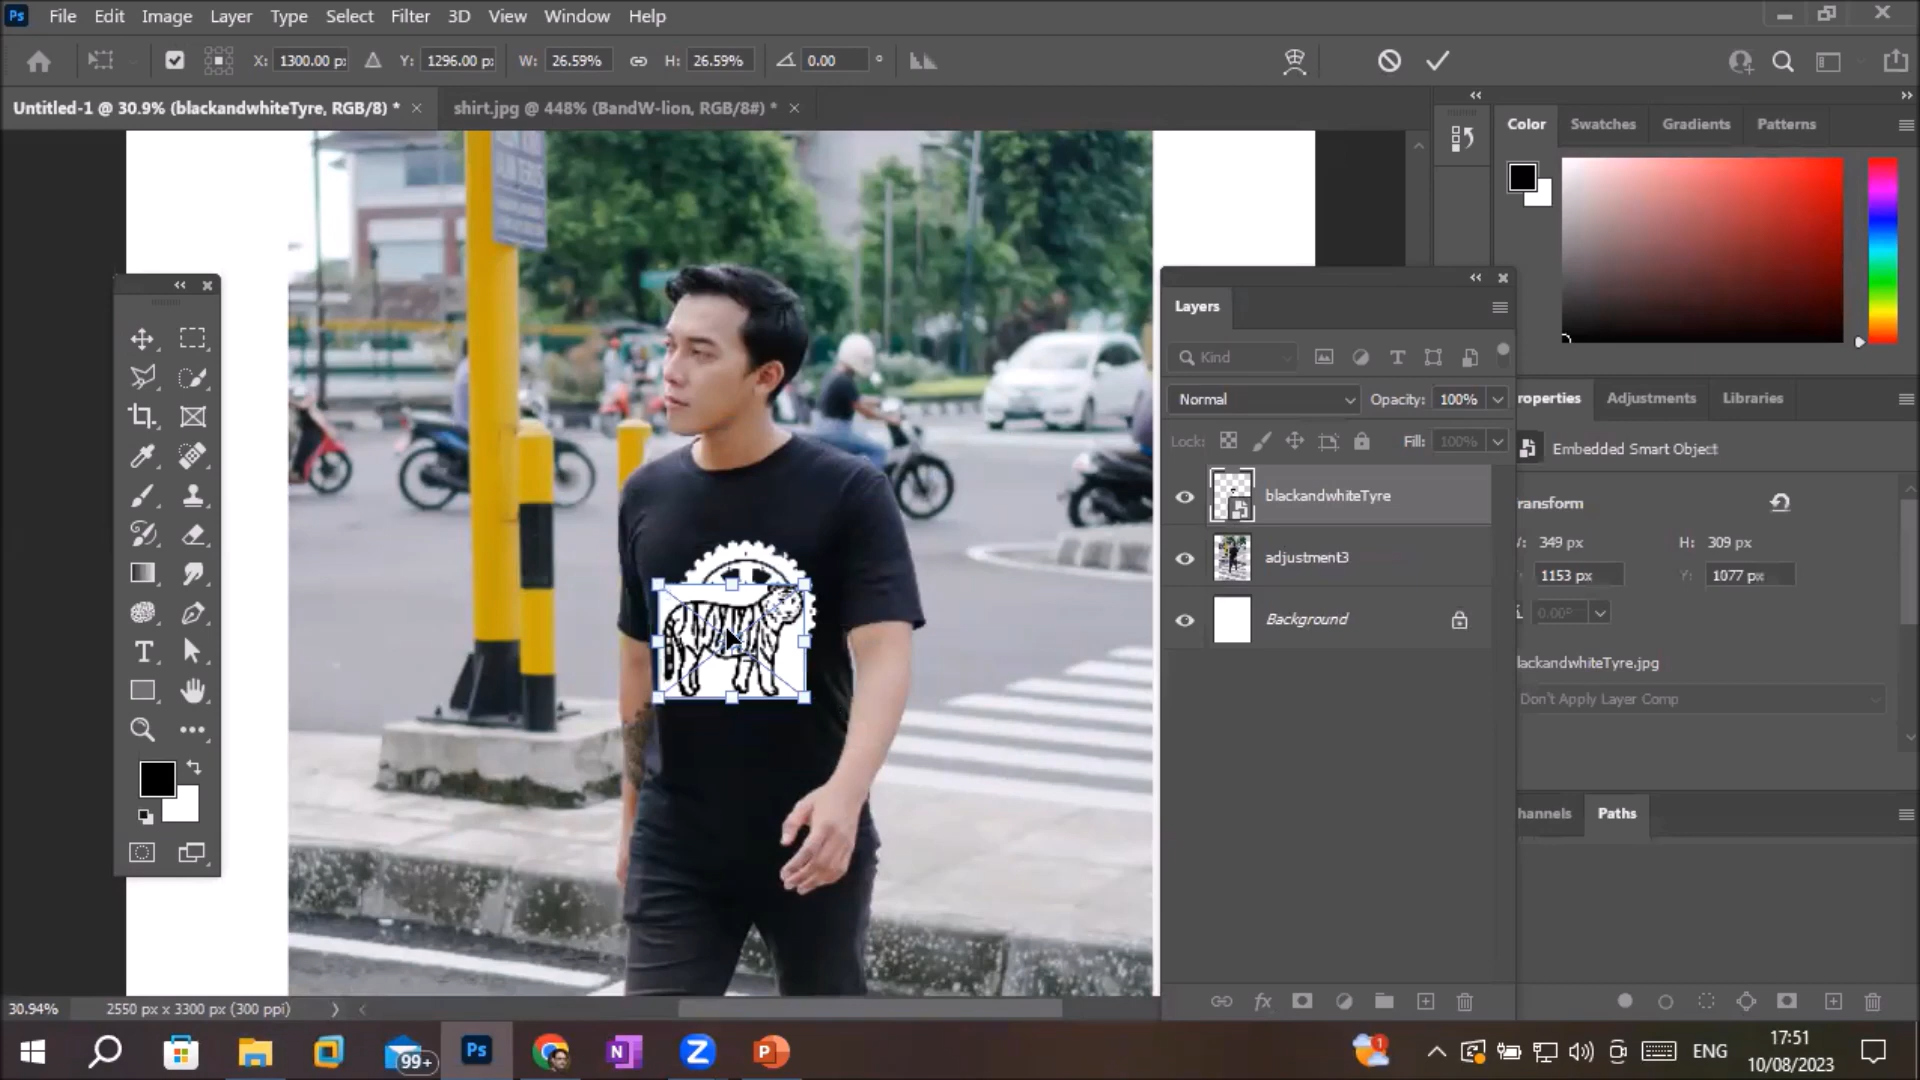 Ps File Edit Image Layer Type Select Filter 3D View Window Help
X: 1300.00 p Y: 1296.00 p W: 26.59% H: 26.59% 0.00 °
Untitled-1 @ 30.9% (blackandwhiteTyre, RGB/8) * × shirt.jpg @ 448% (BandW-lion, RGB/8#) * ×
Color Swatches Gradients Patterns
Layers
Kind
Normal Opacity: 100%
Lock: Fill: 100%
blackandwhiteTyre
adjustment3
Background
roperties Adjustments Libraries
Embedded Smart Object
ransform
349 px H: 309 px
1153 px Y: 1077 px
0.00°
lackandwhiteTyre.jpg
Don't Apply Layer Comp
hannels Paths
30.94% 2550 px x 3300 px (300 ppi)
99+ Ps N Z P 1 ENG 17:51
10/08/2023